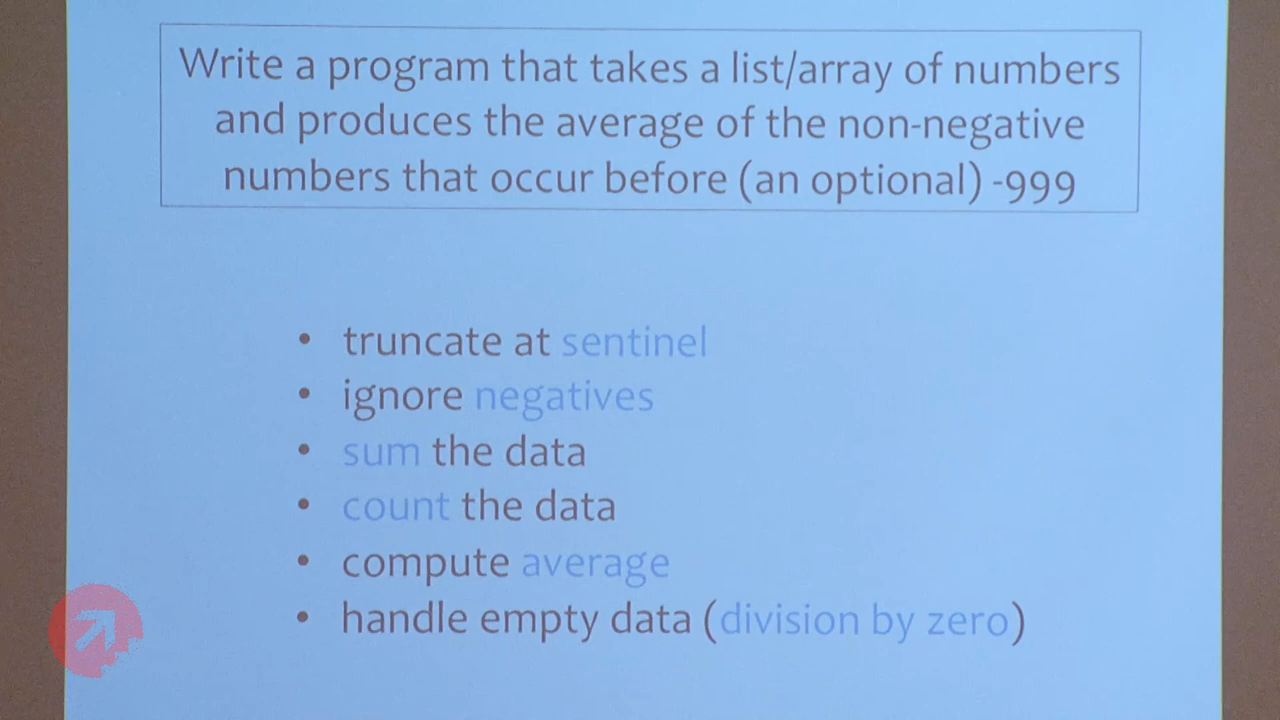 Write a program that takes a list/array of numbers
and produces the average of the non-negative
numbers that occur before (an optional) -999
• truncate at sentinel
• ignore negatives
• sum the data
• count the data
• compute average
• handle empty data (division by zero)